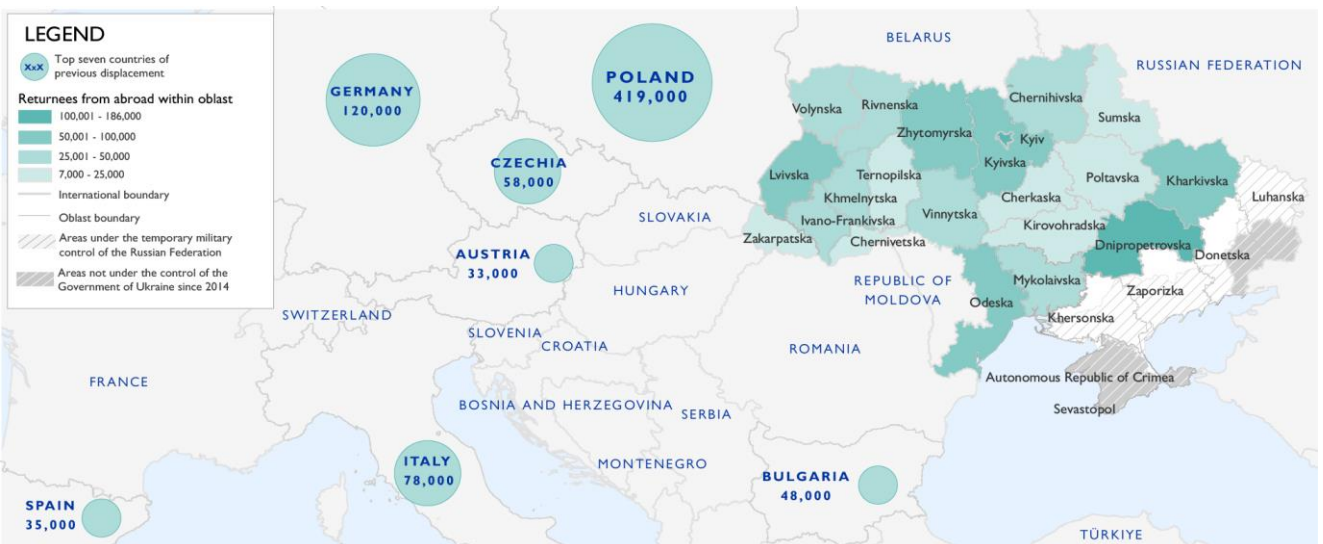 LEGEND
XxX
Top seven countries of
previous displacement
Returnees from abroad within oblast
100,001 - 186,000
50,001 - 100,000
25,001 - 50,000
7,000 - 25,000
International boundary
Oblast boundary
Areas under the temporary military
control of the Russian Federation
Areas not under the control of the
Government of Ukraine since 2014
GERMANY
120,000
POLAND
419,000
CZECHIA
58,000
AUSTRIA
33,000
ITALY
78,000
SPAIN
35,000
BULGARIA
48,000
BELARUS
RUSSIAN FEDERATION
SLOVAKIA
HUNGARY
SWITZERLAND
SLOVENIA
CROATIA
FRANCE
BOSNIA AND HERZEGOVINA
SERBIA
MONTENEGRO
ROMANIA
REPUBLIC OF
MOLDOVA
TÜRKIYE
Volynska
Rivnenska
Zhytomyrska
Chernihivska
Sumska
Kyiv
Kyivska
Lvivska
Ternopilska
Khmelnytska
Ivano-Frankivska
Vinnytska
Zakarpatska
Chernivetska
Cherkaska
Poltavska
Kharkivska
Luhanska
Kirovohradska
Dnipropetrovska
Donetska
Mykolaivska
Zaporizka
Odeska
Khersonska
Autonomous Republic of Crimea
Sevastopol